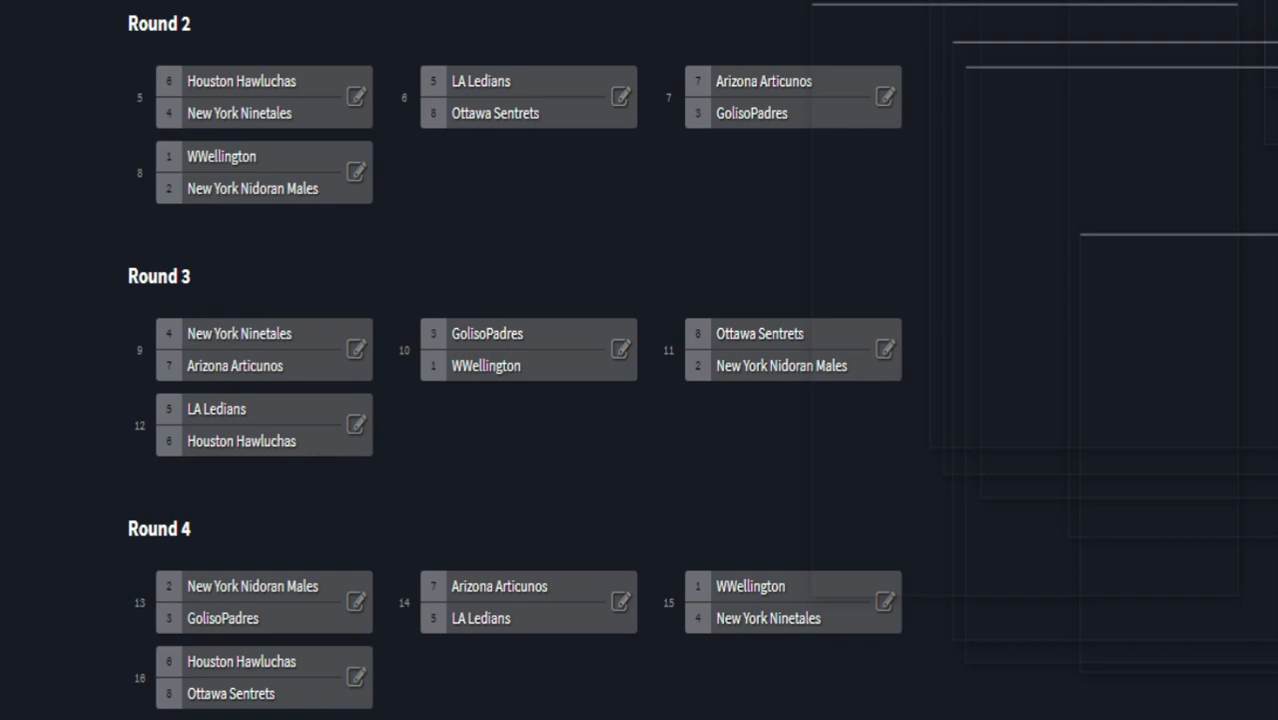 Round 2
5
6 Houston Hawluchas
4 New York Ninetales
6
5 LA Ledians
8 Ottawa Sentrets
7
7 Arizona Articunos
3 GolisoPadres
8
1 WWellington
2 New York Nidoran Males
Round 3
9
4 New York Ninetales
7 Arizona Articunos
10
3 GolisoPadres
1 WWellington
11
8 Ottawa Sentrets
2 New York Nidoran Males
12
5 LA Ledians
6 Houston Hawluchas
Round 4
13
2 New York Nidoran Males
3 GolisoPadres
14
7 Arizona Articunos
5 LA Ledians
15
1 WWellington
4 New York Ninetales
16
6 Houston Hawluchas
8 Ottawa Sentrets